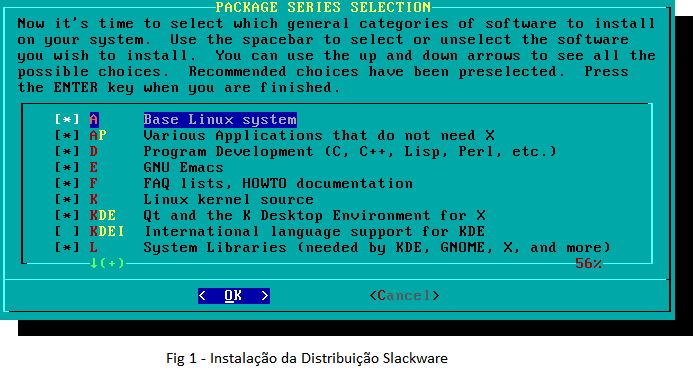 PACKAGE SERIES SELECTION
Now it's time to select which general categories of software to install
on your system.  Use the spacebar to select or unselect the software
you wish to install.  You can use the up and down arrows to see all the
possible choices.  Recommended choices have been preselected.  Press
the ENTER key when you are finished.
[*] A Base Linux system
[*] AP Various Applications that do not need X
[*] D Program Development (C, C++, Lisp, Perl, etc.)
[*] E GNU Emacs
[*] F FAQ lists, HOWTO documentation
[*] K Linux kernel source
[*] KDE Qt and the K Desktop Environment for X
[ ] KDEI International language support for KDE
[*] L System Libraries (needed by KDE, GNOME, X, and more)
↓(+) 56%
< OK > <Cancel>
Fig 1 - Instalação da Distribuição Slackware